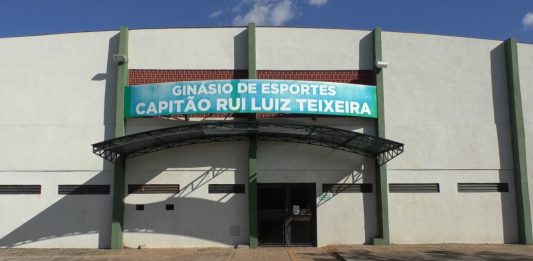 GINÁSIO DE ESPORTES
CAPITÃO RUI LUIZ TEIXEIRA